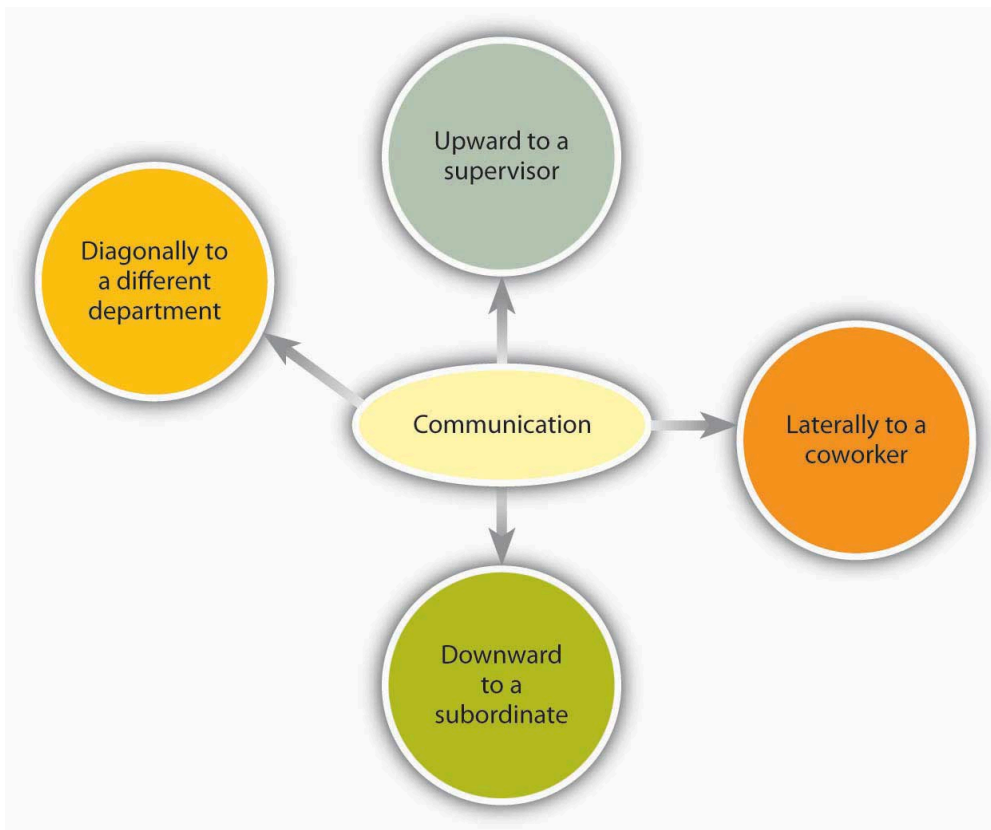 Upward to a
supervisor
Diagonally to
a different
department
Communication
Laterally to a
coworker
Downward
to a
subordinate